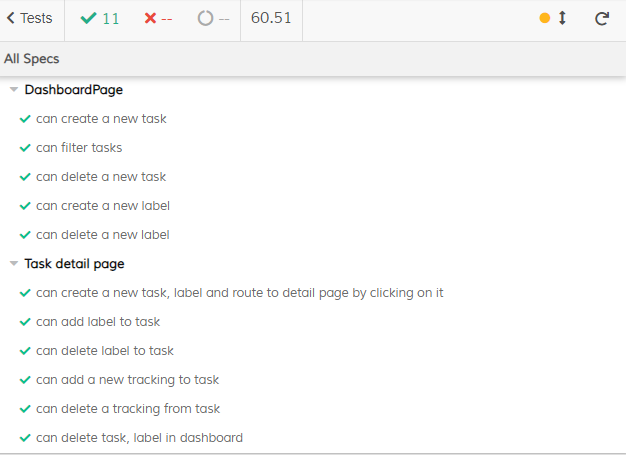 Tests 11 -- -- 60.51
All Specs
DashboardPage
can create a new task
can filter tasks
can delete a new task
can create a new label
can delete a new label
Task detail page
can create a new task, label and route to detail page by clicking on it
can add label to task
can delete label to task
can add a new tracking to task
can delete a tracking from task
can delete task, label in dashboard